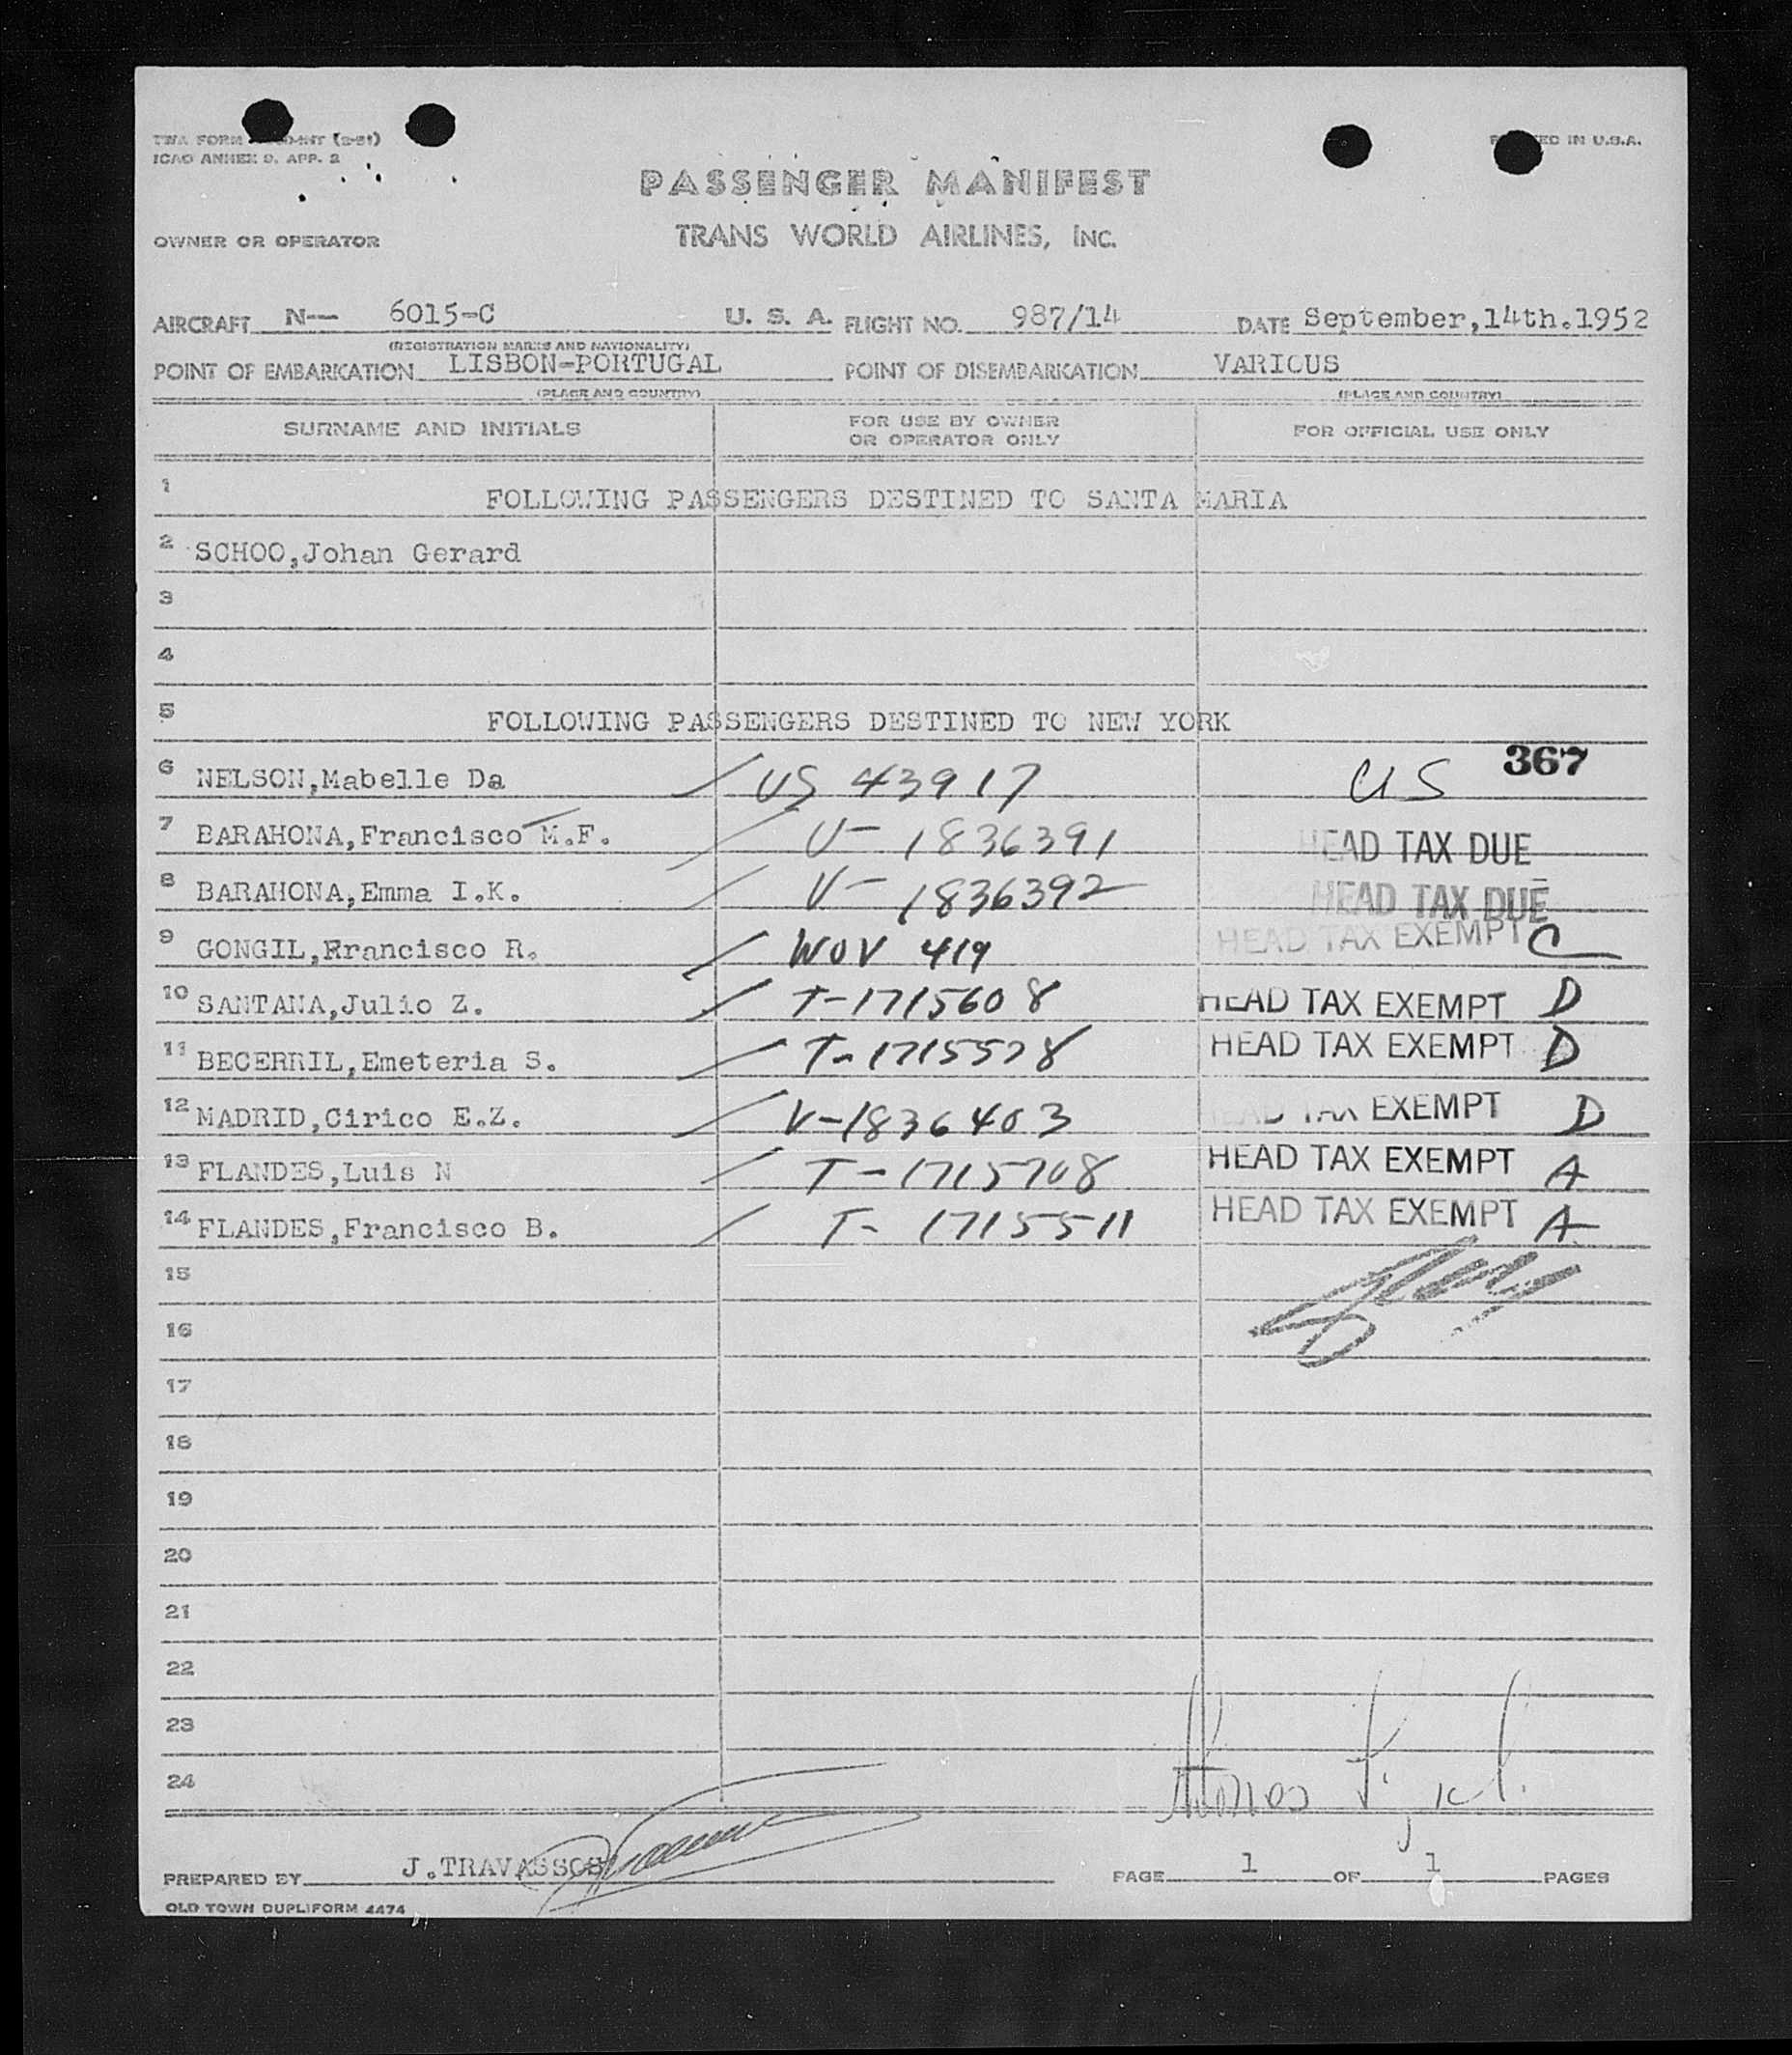 TWA FORM (2-51)
ICAO ANNEX 9. APP. 2
IN U.S.A.
PASSENGER MANIFEST
OWNER OR OPERATOR TRANS WORLD AIRLINES, INC.
AIRCRAFT N-- 6015-C U. S. A. FLIGHT NO. 987/14 DATE September,14th.1952
(REGISTRATION MARKS AND NATIONALITY)
POINT OF EMBARKATION LISBON-PORTUGAL POINT OF DISEMBARKATION VARIOUS
(PLACE AND COUNTRY) (PLACE AND COUNTRY)
SURNAME AND INITIALS FOR USE BY OWNER OR OPERATOR ONLY FOR OFFICIAL USE ONLY
1 FOLLOWING PASSENGERS DESTINED TO SANTA MARIA
2 SCHOO,Johan Gerard
3
4
5 FOLLOWING PASSENGERS DESTINED TO NEW YORK
6 NELSON,Mabelle Da US 43917 US 367
7 BARAHONA,Francisco M.F. V- 1836391 HEAD TAX DUE
8 BARAHONA,Emma I.K. V- 1836392 HEAD TAX DUE
9 GONGIL,Francisco R. WOV 419 HEAD TAX EXEMPT C
10 SANTANA,Julio Z. T-1715608 HEAD TAX EXEMPT D
11 BECERRIL,Emeteria S. T-1715578 HEAD TAX EXEMPT D
12 MADRID,Cirico E.Z. V-1836403 HEAD TAX EXEMPT D
13 FLANDES,Luis N T-1715708 HEAD TAX EXEMPT A
14 FLANDES,Francisco B. T- 1715511 HEAD TAX EXEMPT A
15
16
17
18
19
20
21
22
23
24
PREPARED BY J.TRAVASSOS PAGE 1 OF 1 PAGES
OLD TOWN DUPLIFORM 4474